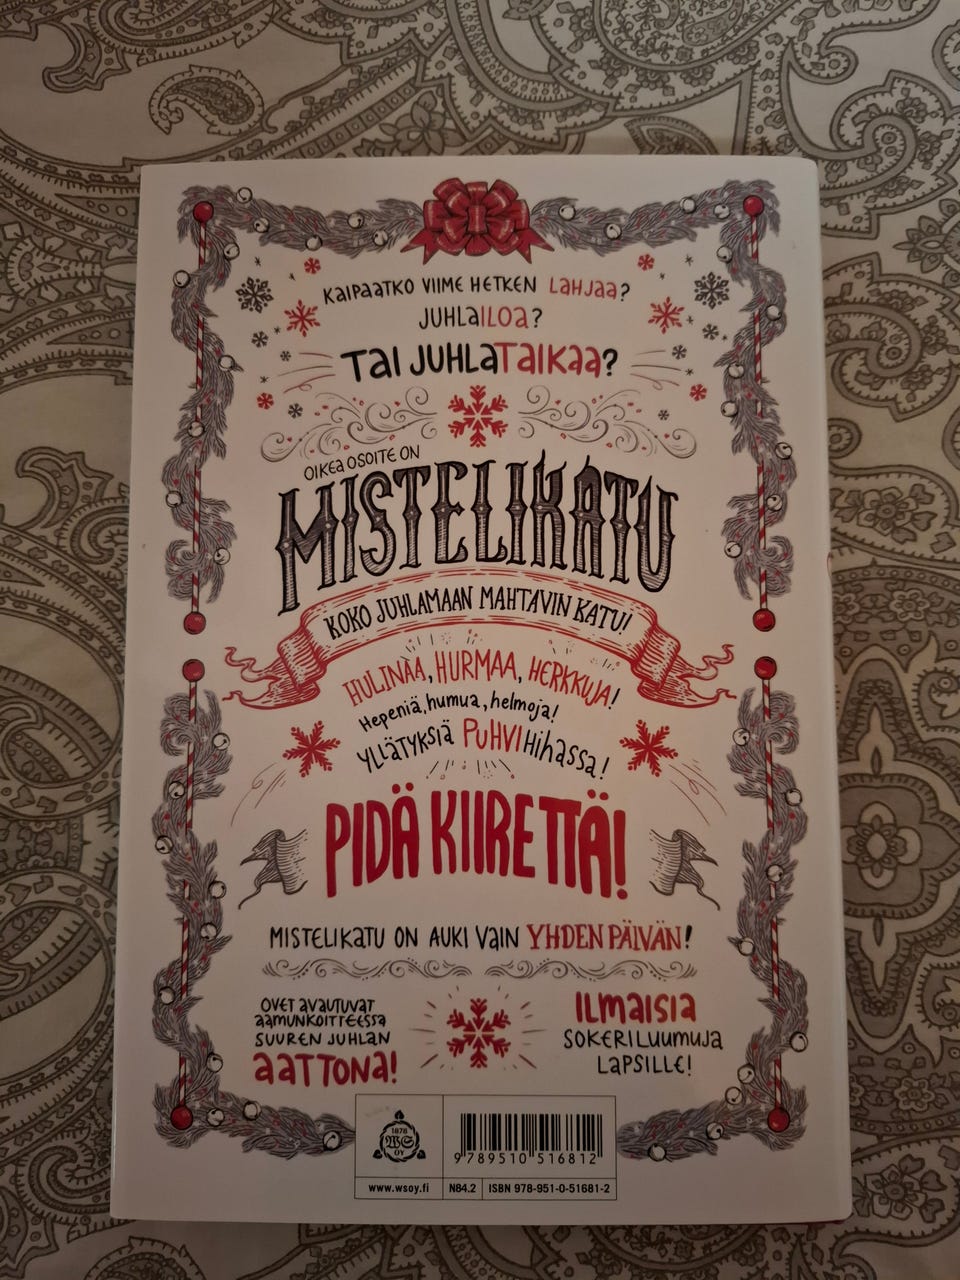 KAIPAATKO VIIME HETKEN LAHJAA?
JUHLAILOA?
TAI JUHLATAIKAA?
OIKEA OSOITE ON
MISTELIKATU
KOKO JUHLAMAAN MAHTAVIN KATU!
HULINAA, HURMAA, HERKKUJA!
Hepeniä, humua, helmoja!
YLLÄTYKSIÄ PUHVIHIHASSA!
PIDÄ KIIRETTÄ!
MISTELIKATU ON AUKI VAIN YHDEN PÄIVÄN!
OVET AVAUTUVAT
AAMUNKOITTEESSA
SUUREN JUHLAN
AATTONA!
ILMAISIA
SOKERILUUMUJA
LAPSILLE!
1878
WS
OY
9 789510 516812
www.wsoy.fi
N84.2
ISBN 978-951-0-51681-2